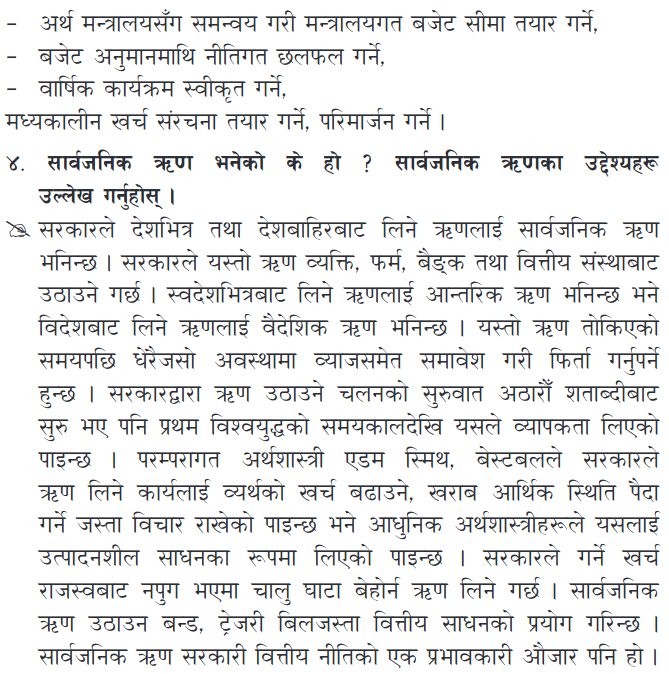 – अर्थ मन्त्रालयसँग समन्वय गरी मन्त्रालयगत बजेट सीमा तयार गर्ने,
– बजेट अनुमानमाथि नीतिगत छलफल गर्ने,
– वार्षिक कार्यक्रम स्वीकृत गर्ने,
मध्यकालीन खर्च संरचना तयार गर्ने, परिमार्जन गर्ने ।
४. सार्वजनिक ऋण भनेको के हो ? सार्वजनिक ऋणका उद्देश्यहरू
उल्लेख गर्नुहोस् ।
सरकारले देशभित्र तथा देशबाहिरबाट लिने ऋणलाई सार्वजनिक ऋण
भनिन्छ । सरकारले यस्तो ऋण व्यक्ति, फर्म, बैङ्क तथा वित्तीय संस्थाबाट
उठाउने गर्छ । स्वदेशभित्रबाट लिने ऋणलाई आन्तरिक ऋण भनिन्छ भने
विदेशबाट लिने ऋणलाई वैदेशिक ऋण भनिन्छ । यस्तो ऋण तोकिएको
समयपछि धेरैजसो अवस्थामा व्याजसमेत समावेश गरी फिर्ता गर्नुपर्ने
हुन्छ । सरकारद्वारा ऋण उठाउने चलनको सुरुवात अठारौँ शताब्दीबाट
सुरु भए पनि प्रथम विश्वयुद्धको समयकालदेखि यसले व्यापकता लिएको
पाइन्छ । परम्परागत अर्थशास्त्री एडम स्मिथ, बेस्टबलले सरकारले
ऋण लिने कार्यलाई व्यर्थको खर्च बढाउने, खराब आर्थिक स्थिति पैदा
गर्ने जस्ता विचार राखेको पाइन्छ भने आधुनिक अर्थशास्त्रीहरूले यसलाई
उत्पादनशील साधनका रूपमा लिएको पाइन्छ । सरकारले गर्ने खर्च
राजस्वबाट नपुग भएमा चालु घाटा बेहोर्न ऋण लिने गर्छ । सार्वजनिक
ऋण उठाउन बन्ड, ट्रेजरी बिलजस्ता वित्तीय साधनको प्रयोग गरिन्छ ।
सार्वजनिक ऋण सरकारी वित्तीय नीतिको एक प्रभावकारी औजार पनि हो ।